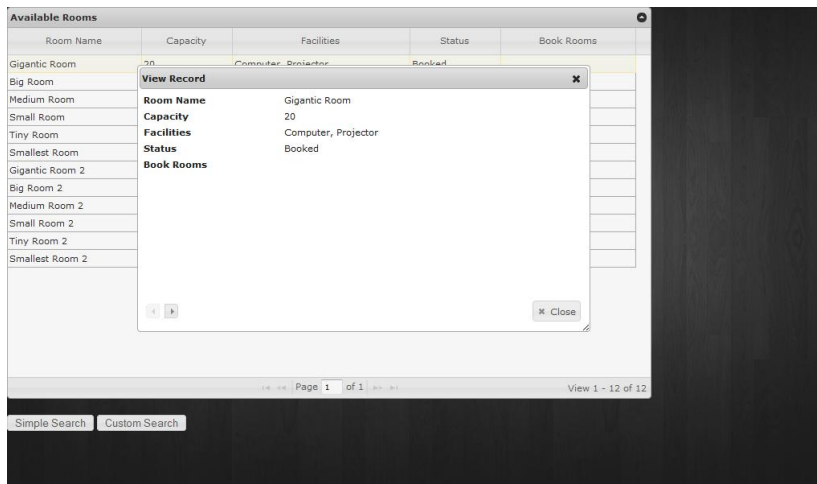 Available Rooms
Room Name Capacity Facilities Status Book Rooms
Gigantic Room 20 Computer, Projector Booked
Big Room
Medium Room
Small Room
Tiny Room
Smallest Room
Gigantic Room 2
Big Room 2
Medium Room 2
Small Room 2
Tiny Room 2
Smallest Room 2
View Record
Room Name Gigantic Room
Capacity 20
Facilities Computer, Projector
Status Booked
Book Rooms
Close
Page 1 of 1
View 1 - 12 of 12
Simple Search Custom Search